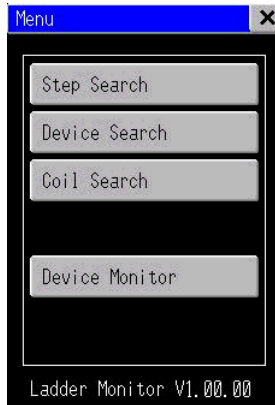 Menu
Step Search
Device Search
Coil Search
Device Monitor
Ladder Monitor V1.00.00